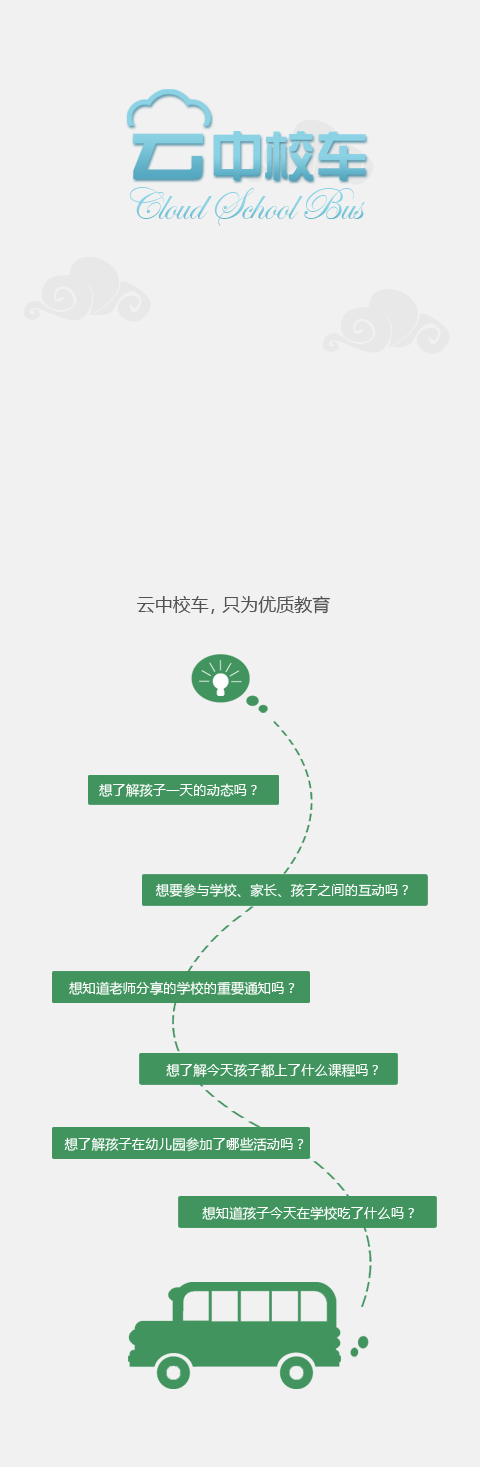 云中校车
Cloud School Bus
云中校车，只为优质教育
想了解孩子一天的动态吗？
想要参与学校、家长、孩子之间的互动吗？
想知道老师分享的学校的重要通知吗？
想了解今天孩子都上了什么课程吗？
想了解孩子在幼儿园参加了哪些活动吗？
想知道孩子今天在学校吃了什么吗？